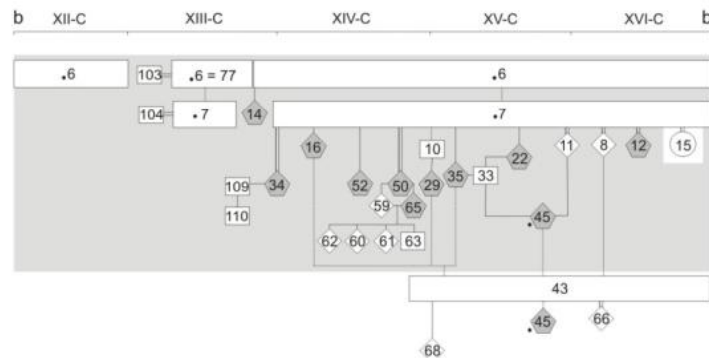 b XII-C XIII-C XIV-C XV-C XVI-C b
.6 103 .6 = 77 .6
104 .7 14 .7
16 10 11 8 12 15
109 34 52 50 29 35 33 22
110 59 65 45
62 60 61 63
43
68 45 66